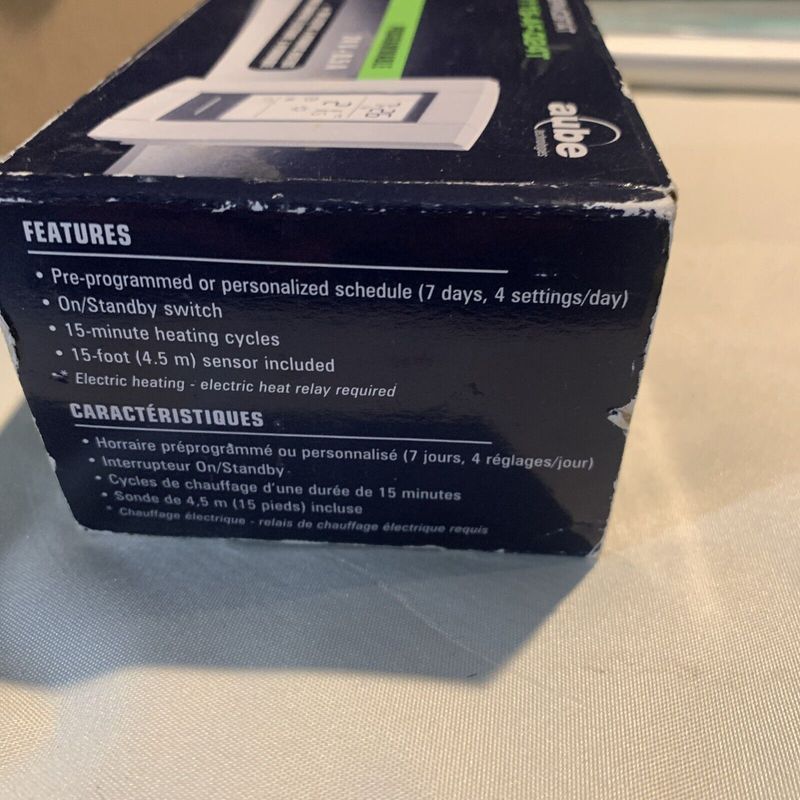 aube
technologies
FEATURES
• Pre-programmed or personalized schedule (7 days, 4 settings/day)
• On/Standby switch
• 15-minute heating cycles
• 15-foot (4.5 m) sensor included
* Electric heating - electric heat relay required
CARACTÉRISTIQUES
• Horraire préprogrammé ou personnalisé (7 jours, 4 réglages/jour)
• Interrupteur On/Standby
• Cycles de chauffage d'une durée de 15 minutes
• Sonde de 4,5 m (15 pieds) incluse
* Chauffage électrique - relais de chauffage électrique requis